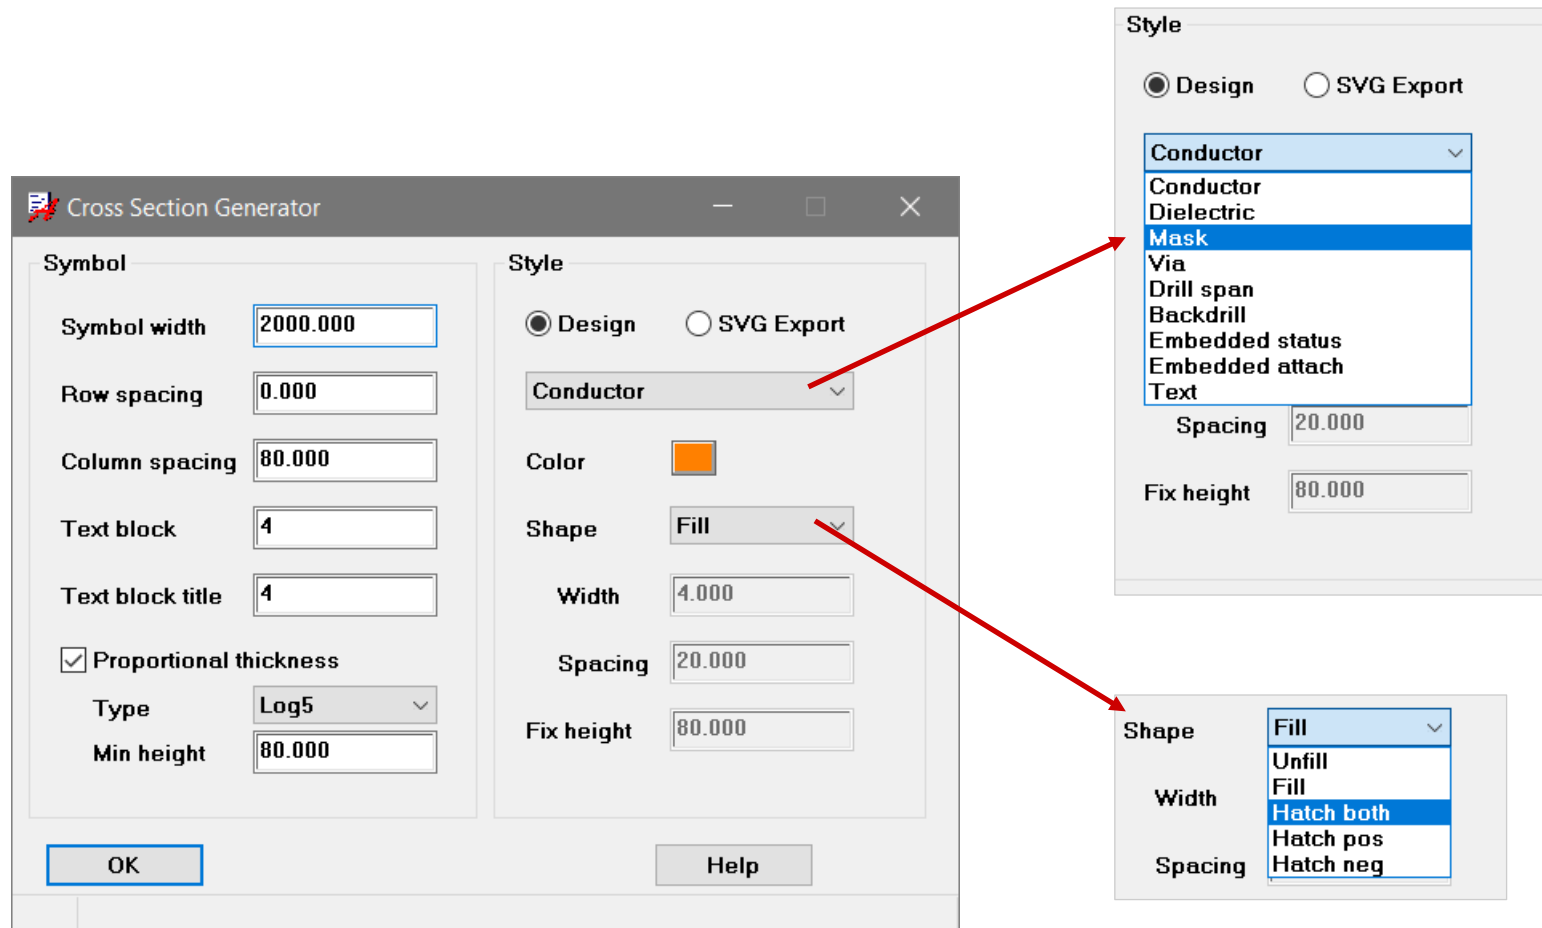 Cross Section Generator
Symbol
Symbol width 2000.000
Row spacing 0.000
Column spacing 80.000
Text block 4
Text block title 4
Proportional thickness
Type Log5
Min height 80.000
Style
Design SVG Export
Conductor
Color
Shape Fill
Width 4.000
Spacing 20.000
Fix height 80.000
OK Help
Style
Design SVG Export
Conductor
Conductor
Dielectric
Mask
Via
Drill span
Backdrill
Embedded status
Embedded attach
Text
Spacing 20.000
Fix height 80.000
Shape Fill
Unfill
Fill
Width
Hatch both
Hatch pos
Spacing Hatch neg